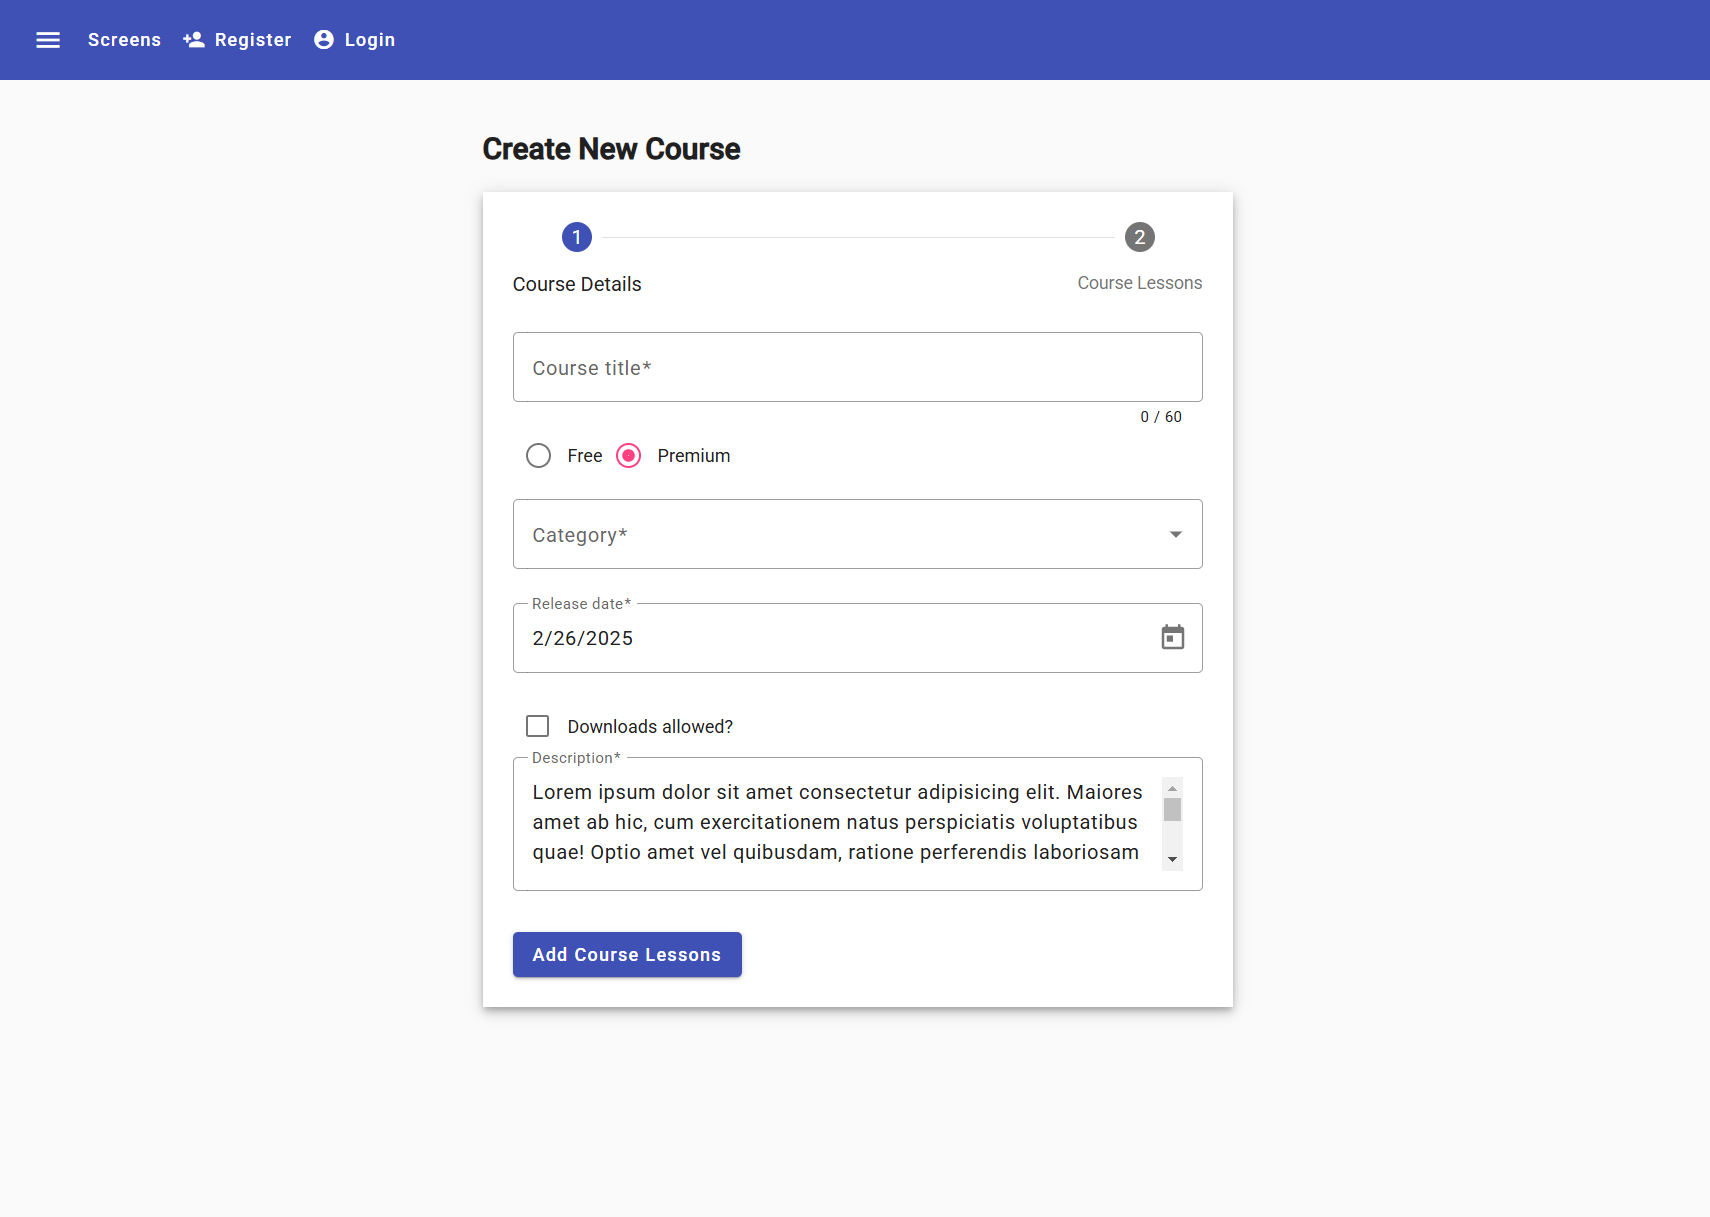 Screens Register Login
Create New Course
1 2
Course Details Course Lessons
Course title*
0 / 60
Free Premium
Category*
Release date*
2/26/2025
Downloads allowed?
Description*
Lorem ipsum dolor sit amet consectetur adipisicing elit. Maiores
amet ab hic, cum exercitationem natus perspiciatis voluptatibus
quae! Optio amet vel quibusdam, ratione perferendis laboriosam
Add Course Lessons